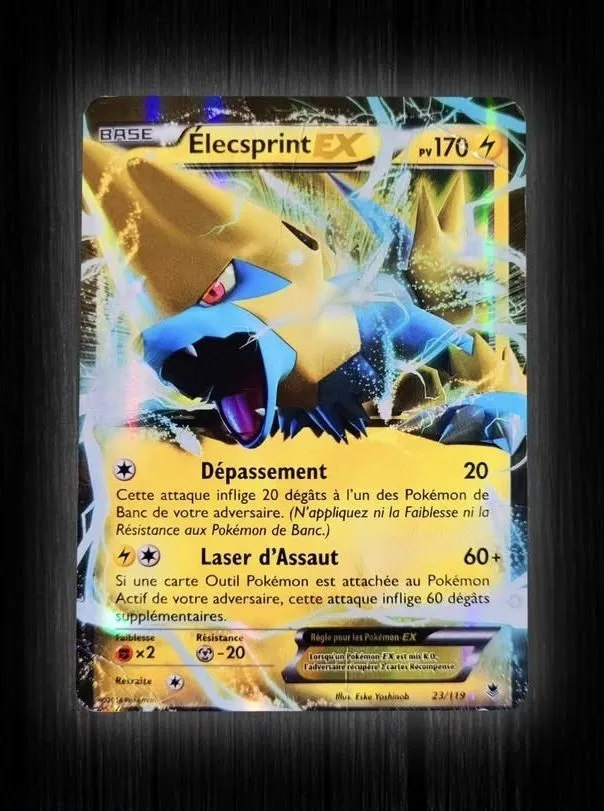 BASE
Élecsprint EX
PV 170
Dépassement 20
Cette attaque inflige 20 dégâts à l'un des Pokémon de
Banc de votre adversaire. (N'appliquez ni la Faiblesse ni la
Résistance aux Pokémon de Banc.)
Laser d'Assaut 60+
Si une carte Outil Pokémon est attachée au Pokémon
Actif de votre adversaire, cette attaque inflige 60 dégâts
supplémentaires.
Faiblesse Résistance
×2 -20
Règle pour les Pokémon-EX
Lorsqu'un Pokémon-EX est mis K.O.,
l'adversaire récupère 2 cartes Récompense.
Retraite
©2014 Pokémon
Illus. Eske Yoshinob
23/119